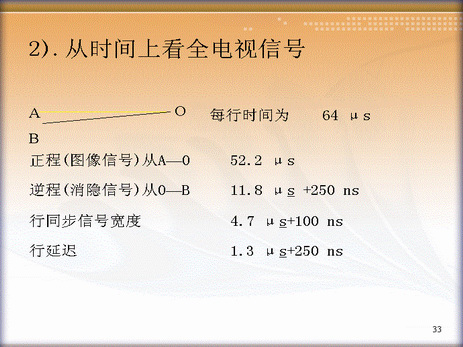 2). 从时间上看全电视信号
A O 每行时间为 64 μs
B
正程(图像信号)从A—O 52.2 μs
逆程(消隐信号)从O—B 11.8 μs +250 ns
行同步信号宽度 4.7 μs+100 ns
行延迟 1.3 μs+250 ns
33